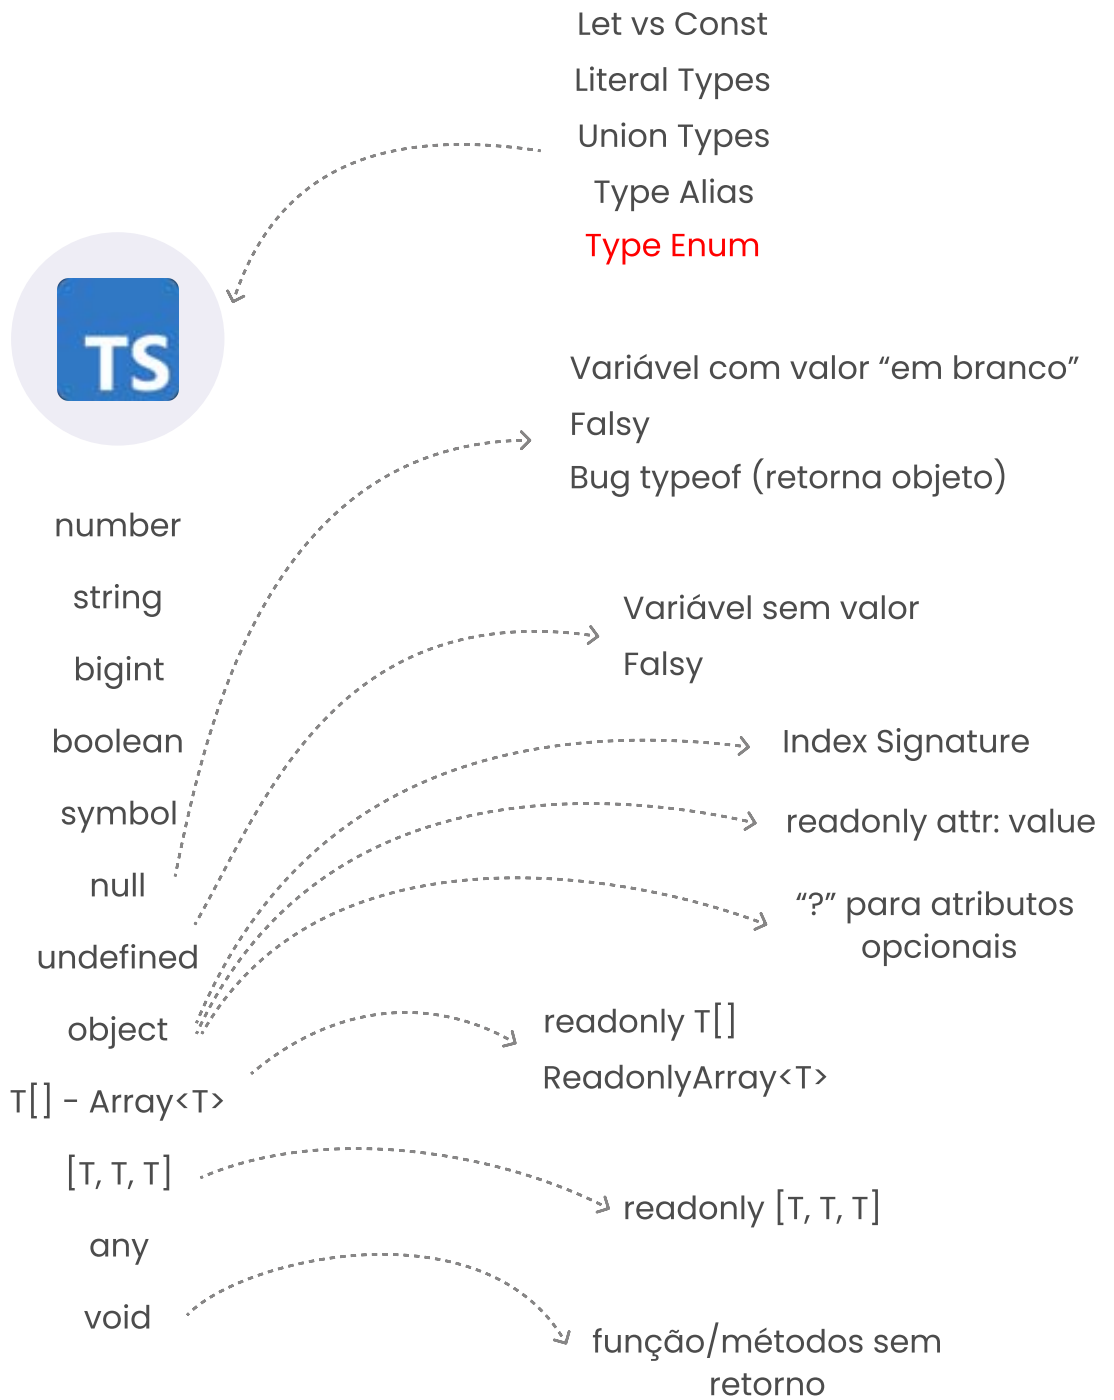 Let vs Const
Literal Types
Union Types
Type Alias
Type Enum
TS
Variável com valor “em branco”
Falsy
Bug typeof (retorna objeto)
number
string
bigint
boolean
symbol
null
undefined
object
T[] - Array<T>
[T, T, T]
any
void
Variável sem valor
Falsy
Index Signature
readonly attr: value
“?” para atributos
opcionais
readonly T[]
ReadonlyArray<T>
readonly [T, T, T]
função/métodos sem
retorno